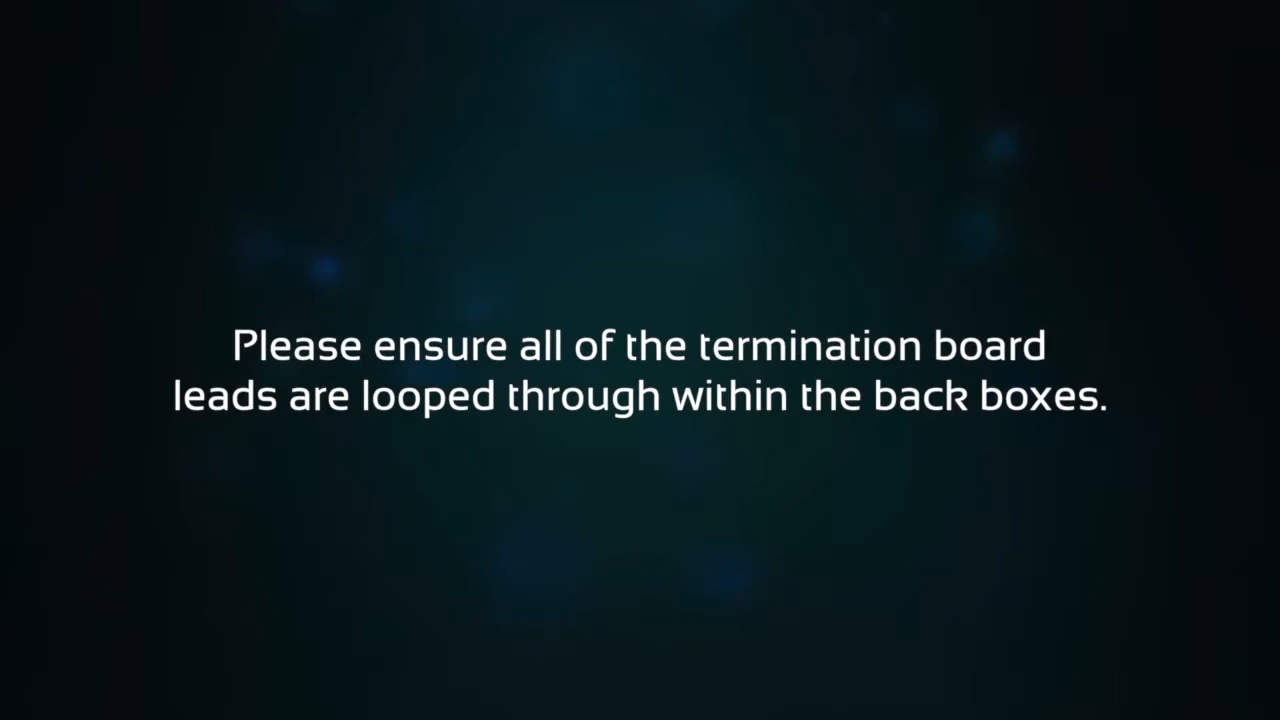 Please ensure all of the termination board
leads are looped through within the back boxes.